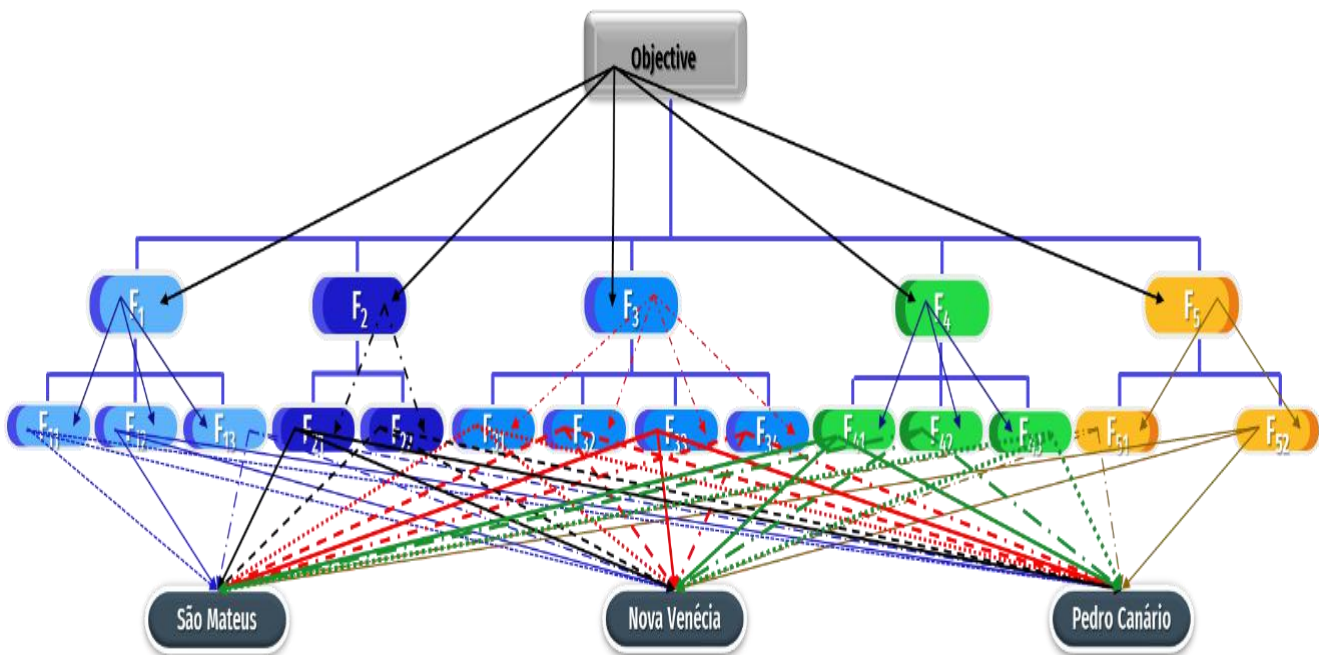 Objective
F₁ F₂ F₃ F₄ F₅
F₁₁ F₁₂ F₁₃ F₂₁ F₃₁ F₃₂ F₃₃ F₃₄ F₄₁ F₄₂ F₄₃ F₅₁ F₅₂
São Mateus Nova Venécia Pedro Canário